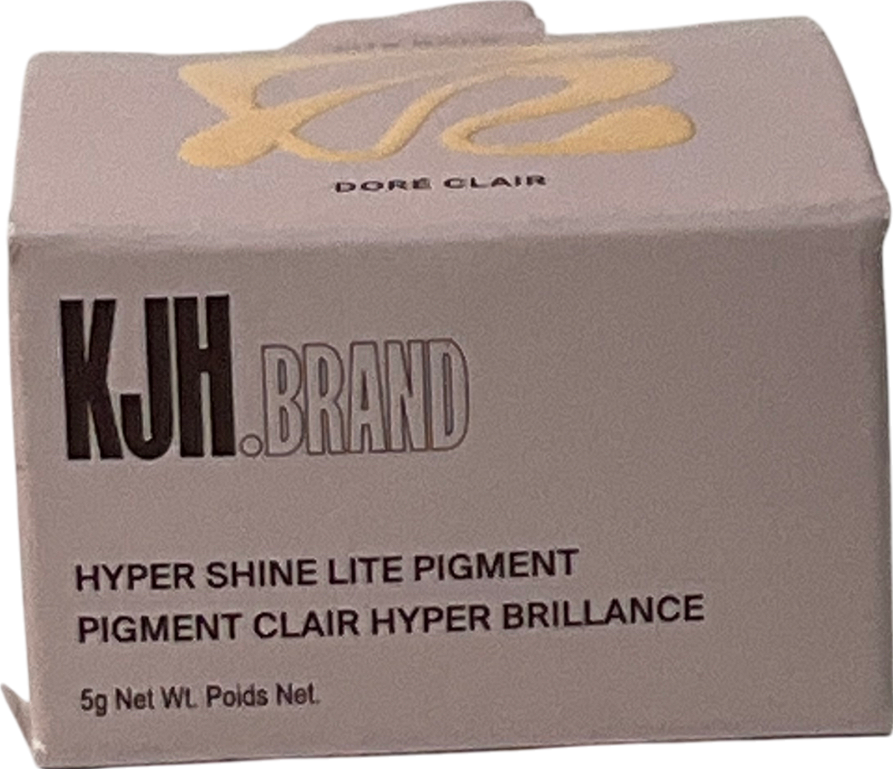 DORÉ CLAIR
KJH.BRAND
HYPER SHINE LITE PIGMENT
PIGMENT CLAIR HYPER BRILLANCE
5g Net Wt. Poids Net.